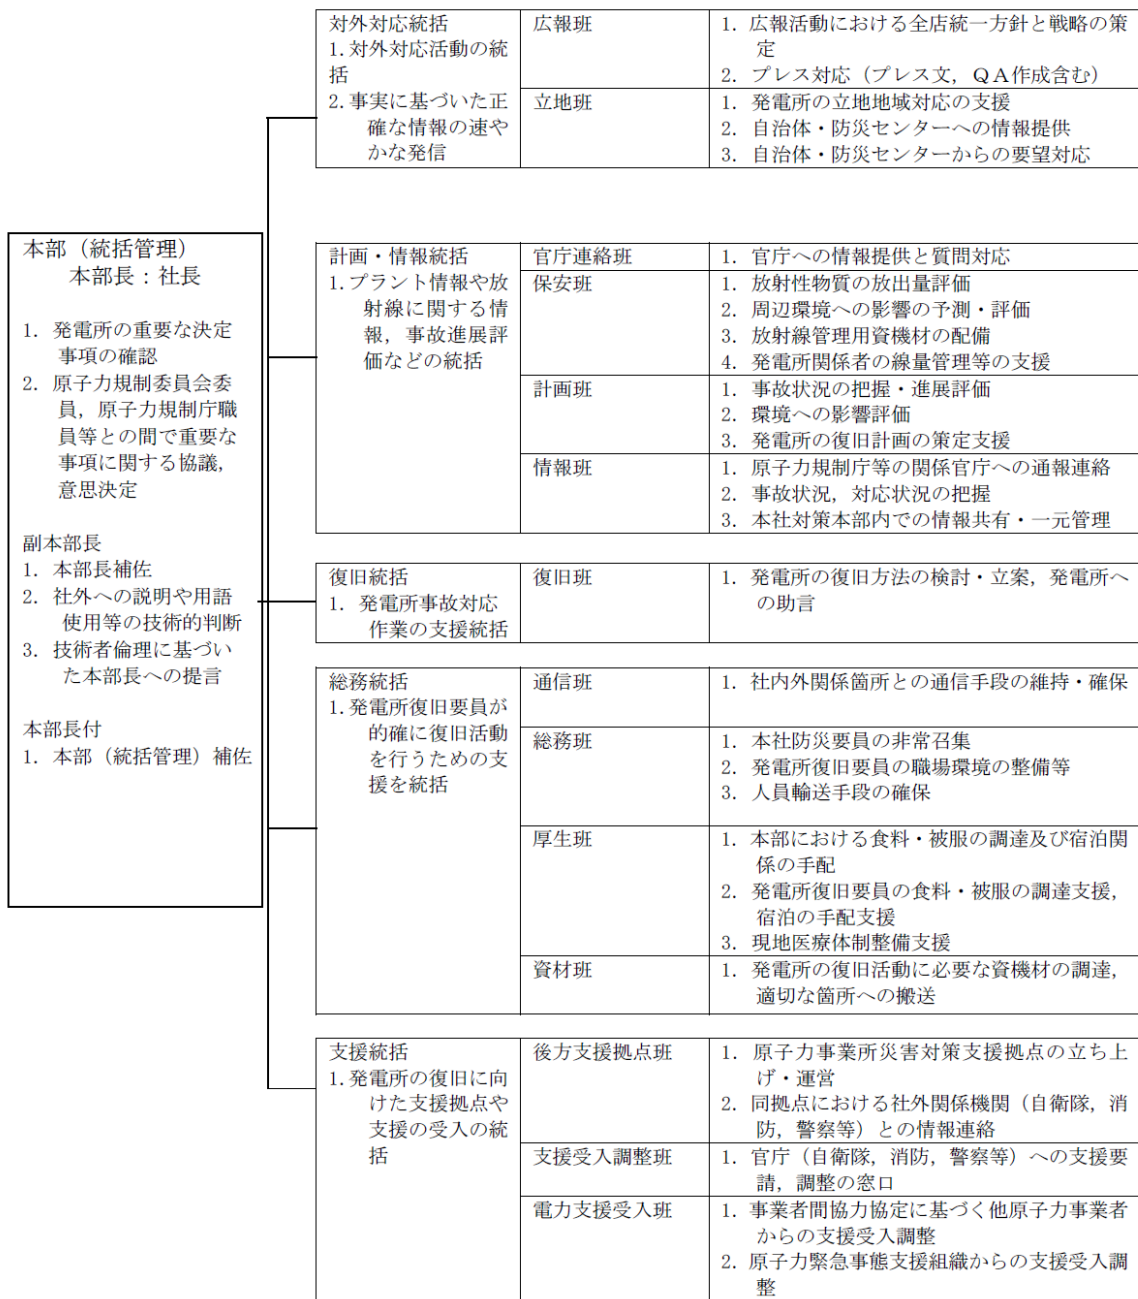 本部（統括管理）
本部長：社長
1. 発電所の重要な決定
事項の確認
2. 原子力規制委員会委
員，原子力規制庁職
員等との間で重要な
事項に関する協議，
意思決定
副本部長
1. 本部長補佐
2. 社外への説明や用語
使用等の技術的判断
3. 技術者倫理に基づい
た本部長への提言
本部長付
1. 本部（統括管理）補佐
対外対応統括
1.対外対応活動の統
括
2.事実に基づいた正
確な情報の速や
かな発信
広報班
1. 広報活動における全店統一方針と戦略の策
定
2. プレス対応（プレス文，ＱＡ作成含む）
立地班
1. 発電所の立地地域対応の支援
2. 自治体・防災センターへの情報提供
3. 自治体・防災センターからの要望対応
計画・情報統括
1.プラント情報や放
射線に関する情
報，事故進展評
価などの統括
官庁連絡班
1. 官庁への情報提供と質問対応
保安班
1. 放射性物質の放出量評価
2. 周辺環境への影響の予測・評価
3. 放射線管理用資機材の配備
4. 発電所関係者の線量管理等の支援
計画班
1. 事故状況の把握・進展評価
2. 環境への影響評価
3. 発電所の復旧計画の策定支援
情報班
1. 原子力規制庁等の関係官庁への通報連絡
2. 事故状況，対応状況の把握
3. 本社対策本部内での情報共有・一元管理
復旧統括
1. 発電所事故対応
作業の支援統括
復旧班
1. 発電所の復旧方法の検討・立案，発電所へ
の助言
総務統括
1.発電所復旧要員が
的確に復旧活動
を行うための支
援を統括
通信班
1. 社内外関係箇所との通信手段の維持・確保
総務班
1. 本社防災要員の非常召集
2. 発電所復旧要員の職場環境の整備等
3. 人員輸送手段の確保
厚生班
1. 本部における食料・被服の調達及び宿泊関
係の手配
2. 発電所復旧要員の食料・被服の調達支援，
宿泊の手配支援
3. 現地医療体制整備支援
資材班
1. 発電所の復旧活動に必要な資機材の調達，
適切な箇所への搬送
支援統括
1.発電所の復旧に向
けた支援拠点や
支援の受入の統
括
後方支援拠点班
1. 原子力事業所災害対策支援拠点の立ち上
げ・運営
2. 同拠点における社外関係機関（自衛隊，消
防，警察等）との情報連絡
支援受入調整班
1. 官庁（自衛隊，消防，警察等）への支援要
請，調整の窓口
電力支援受入班
1. 事業者間協力協定に基づく他原子力事業者
からの支援受入調整
2. 原子力緊急事態支援組織からの支援受入調
整